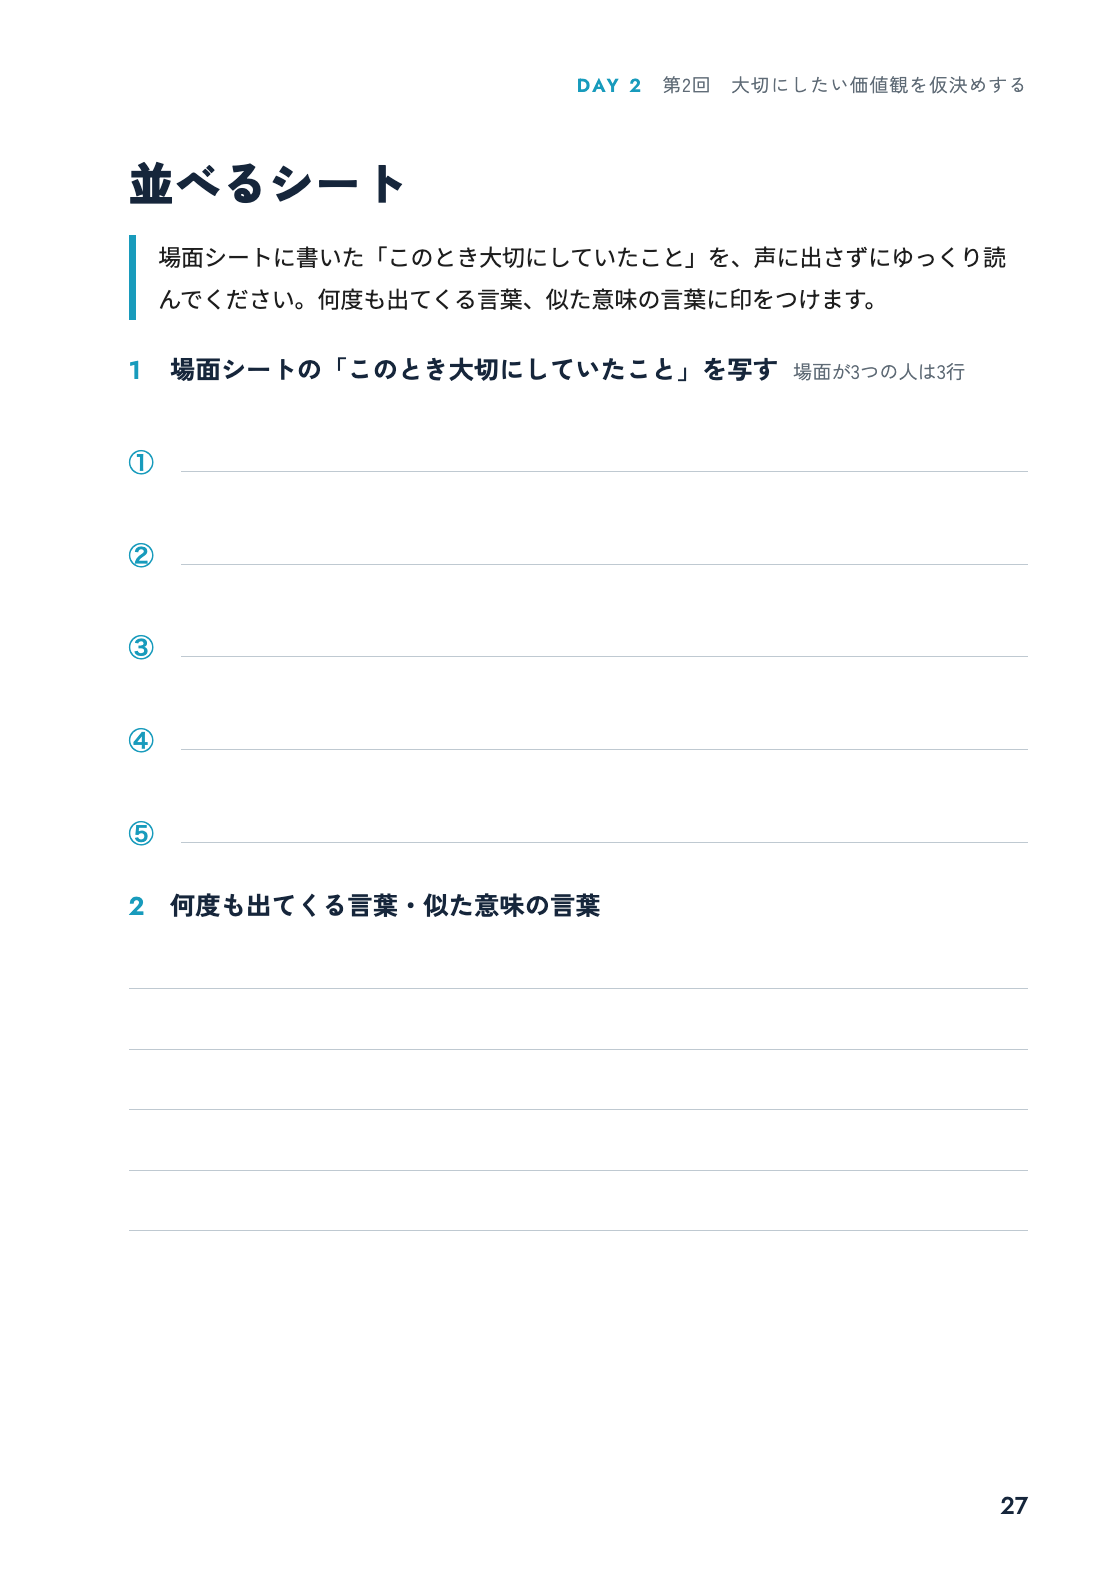 DAY 2 第2回 大切にしたい価値観を仮決めする
並べるシート
場面シートに書いた「このとき大切にしていたこと」を、声に出さずにゆっくり読
んでください。何度も出てくる言葉、似た意味の言葉に印をつけます。
1 場面シートの「このとき大切にしていたこと」を写す 場面が3つの人は3行
①
②
③
④
⑤
2 何度も出てくる言葉・似た意味の言葉
27